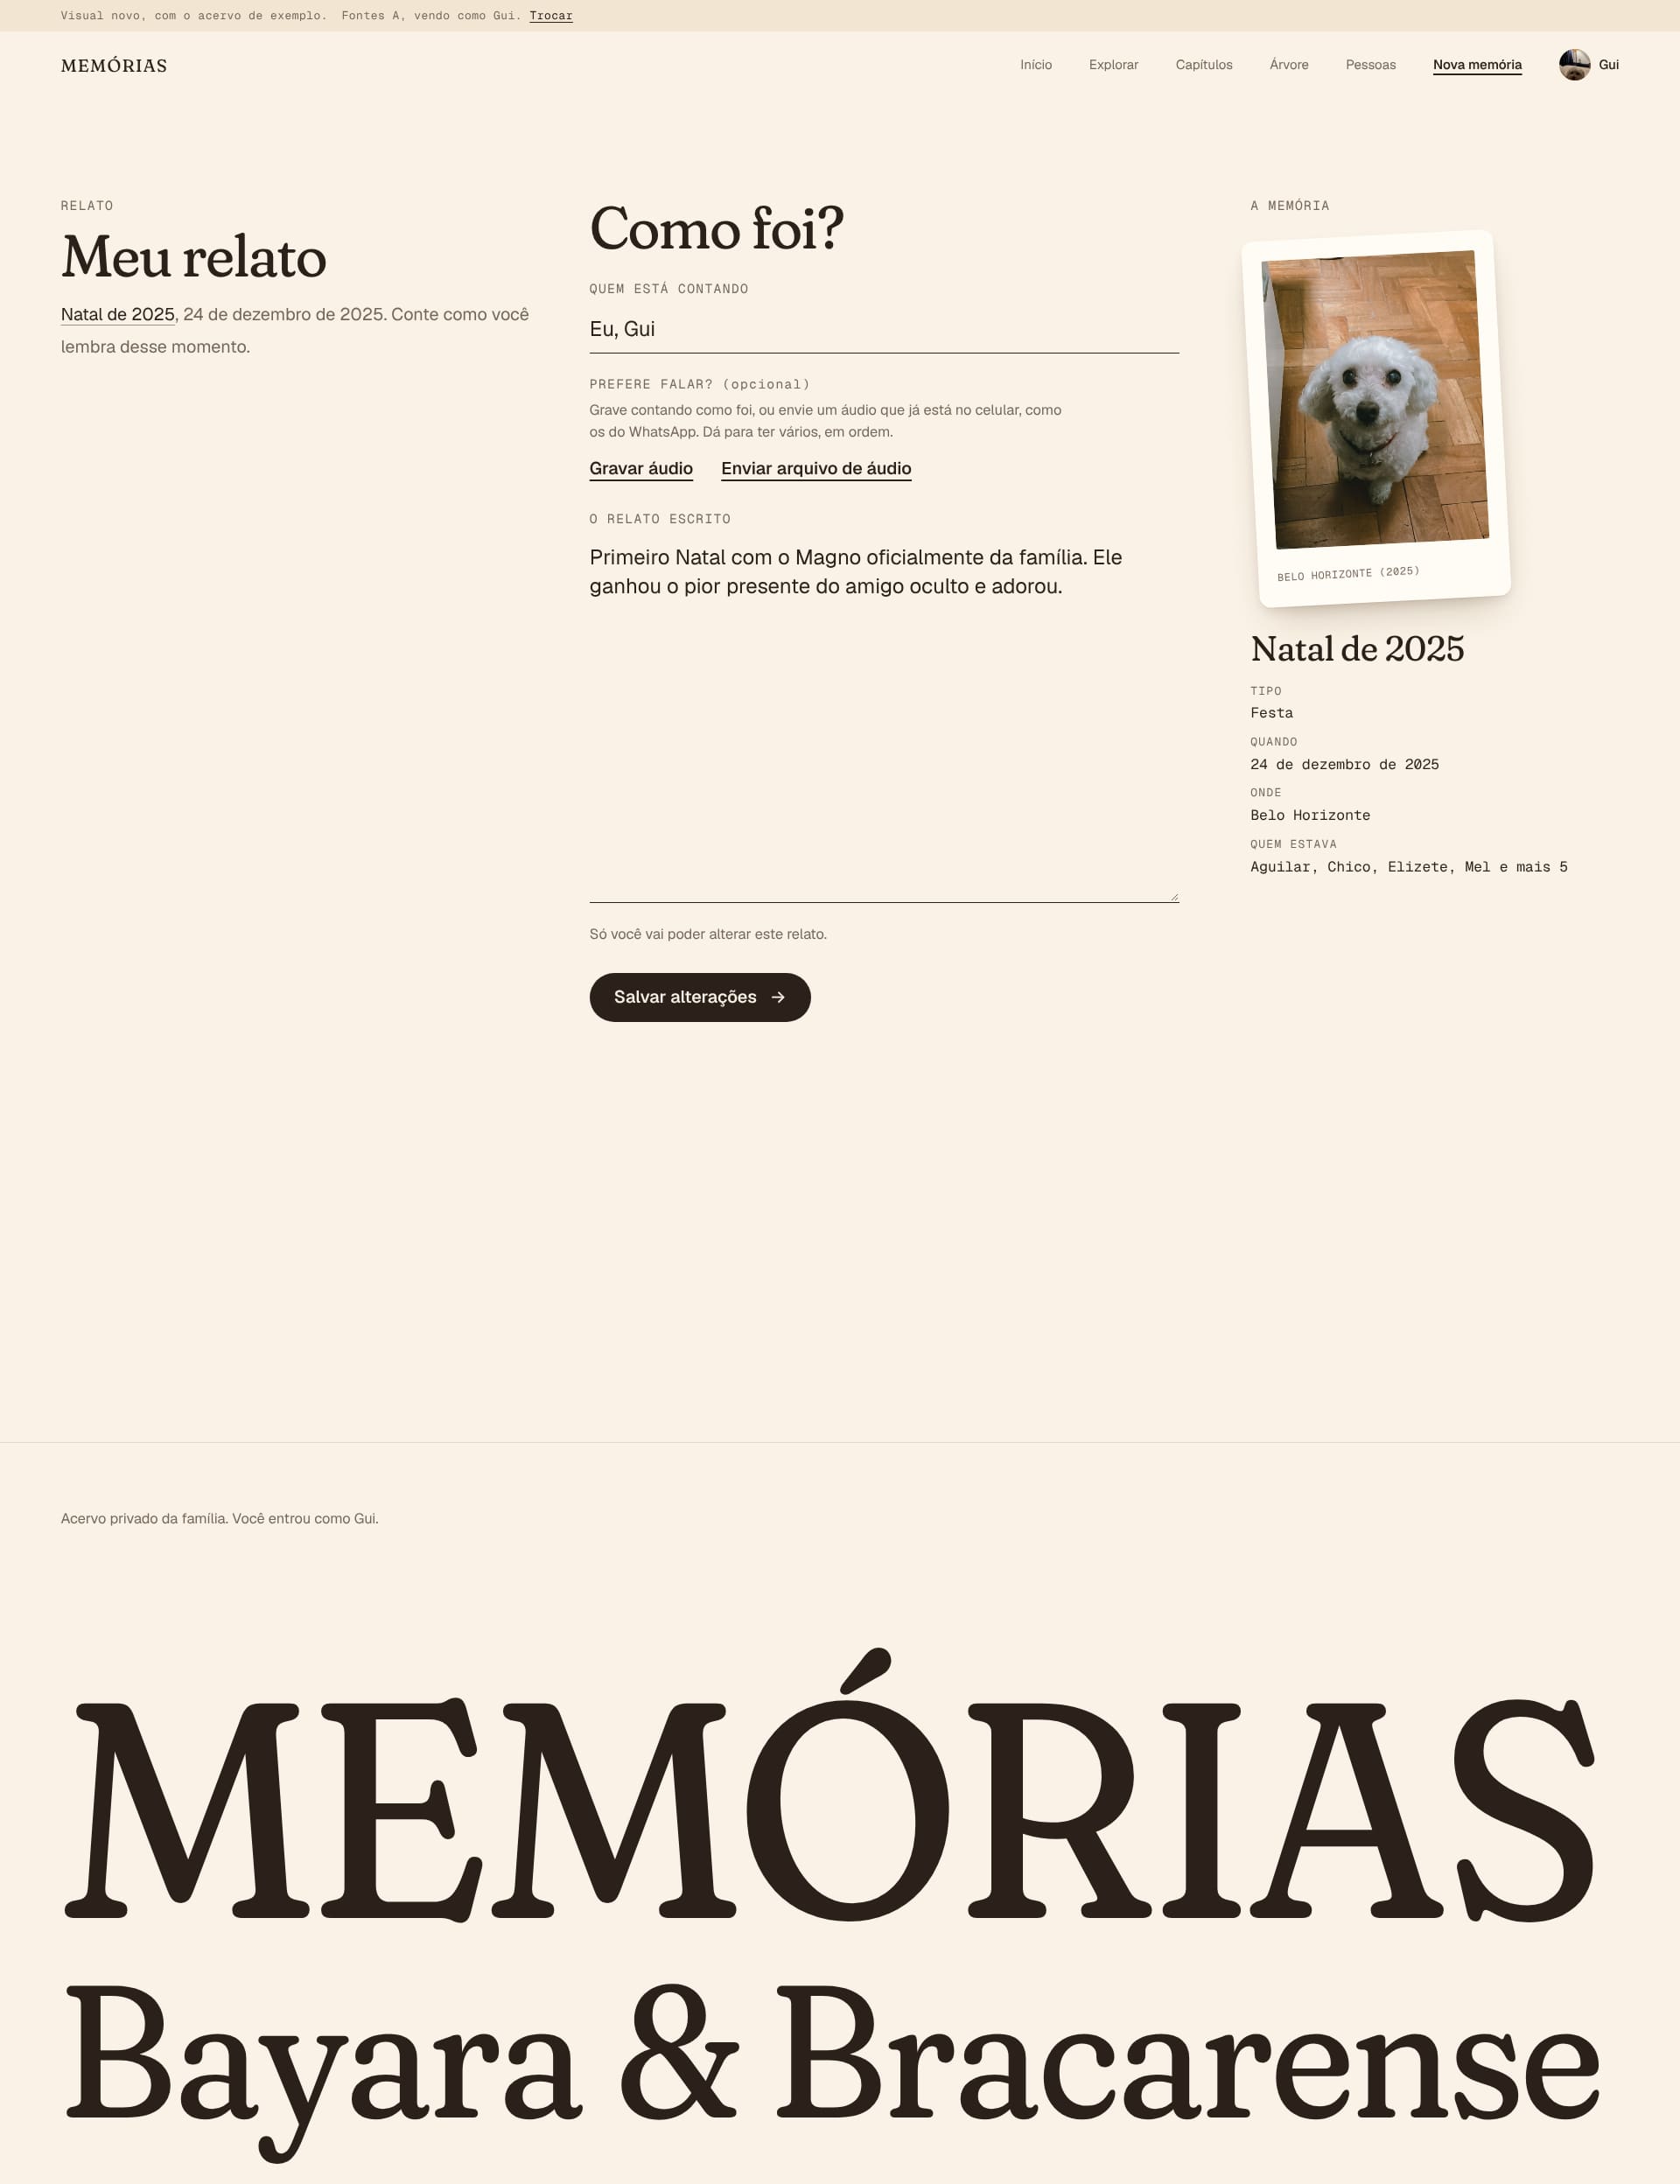 Visual novo, com o acervo de exemplo. Fontes A, vendo como Gui. Trocar
MEMÓRIAS
Início
Explorar
Capítulos
Árvore
Pessoas
Nova memória
Gui
RELATO
Meu relato
Natal de 2025, 24 de dezembro de 2025. Conte como você
lembra desse momento.
Como foi?
QUEM ESTÁ CONTANDO
Eu, Gui
PREFERE FALAR? (opcional)
Grave contando como foi, ou envie um áudio que já está no celular, como
os do WhatsApp. Dá para ter vários, em ordem.
Gravar áudio
Enviar arquivo de áudio
O RELATO ESCRITO
Primeiro Natal com o Magno oficialmente da família. Ele
ganhou o pior presente do amigo oculto e adorou.
Só você vai poder alterar este relato.
Salvar alterações →
A MEMÓRIA
BELO HORIZONTE (2025)
Natal de 2025
TIPO
Festa
QUANDO
24 de dezembro de 2025
ONDE
Belo Horizonte
QUEM ESTAVA
Aguilar, Chico, Elizete, Mel e mais 5
Acervo privado da família. Você entrou como Gui.
MEMÓRIAS
Bayara & Bracarense